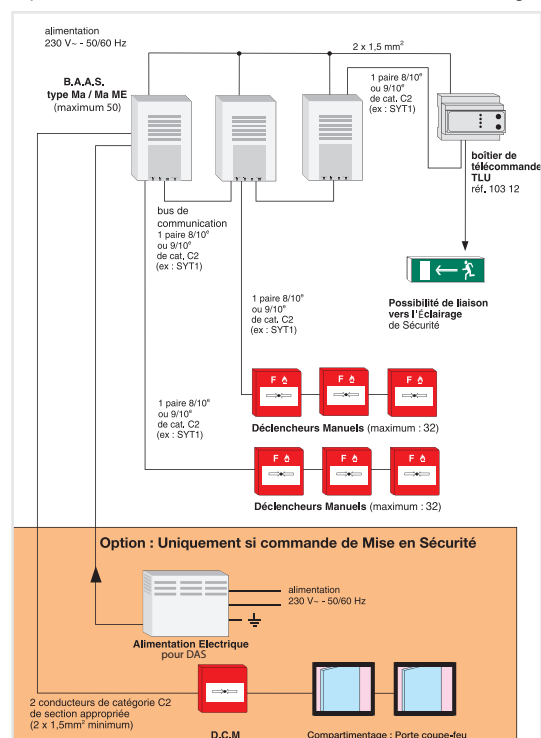 alimentation
230 V~ - 50/60 Hz
2 x 1,5 mm²
B.A.A.S.
type Ma / Ma ME
(maximum 50)
1 paire 8/10e
ou 9/10e
de cat. C2
(ex : SYT1)
boîtier de
télécommande
TLU
réf. 103 12
bus de
communication
1 paire 8/10e
ou 9/10e
de cat. C2
(ex : SYT1)
Possibilité de liaison
vers l'Éclairage
de Sécurité
1 paire 8/10e
ou 9/10e
de cat. C2
(ex : SYT1)
F
F
F
Déclencheurs Manuels (maximum : 32)
1 paire 8/10e
ou 9/10e
de cat. C2
(ex : SYT1)
F
F
F
Déclencheurs Manuels (maximum : 32)
Option : Uniquement si commande de Mise en Sécurité
alimentation
230 V~ - 50/60 Hz
Alimentation Electrique
pour DAS
2 conducteurs de catégorie C2
de section appropriée
(2 x 1,5mm² minimum)
D.C.M
Compartimentage : Porte coupe-feu